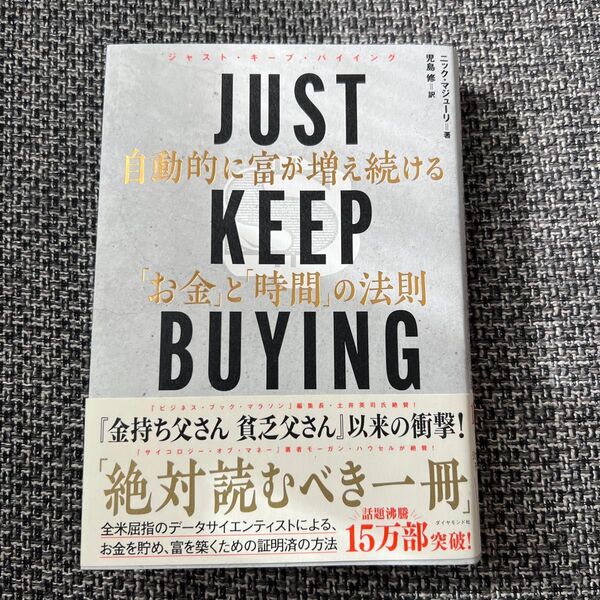 ジャスト・キープ・バイイング
ニック・マジューリ=著
児島 修=訳
JUST
自動的に富が増え続ける
KEEP
「お金」と「時間」の法則
BUYING
『ビジネス・ブック・マラソン』編集長・土井英司氏絶賛!
『金持ち父さん 貧乏父さん』以来の衝撃!
『サイコロジー・オブ・マネー』著者モーガン・ハウセルが絶賛!
「絶対読むべき一冊」
ダイヤモンド社
全米屈指のデータサイエンティストによる、
お金を貯め、富を築くための証明済の方法
話題沸騰
15万部突破!